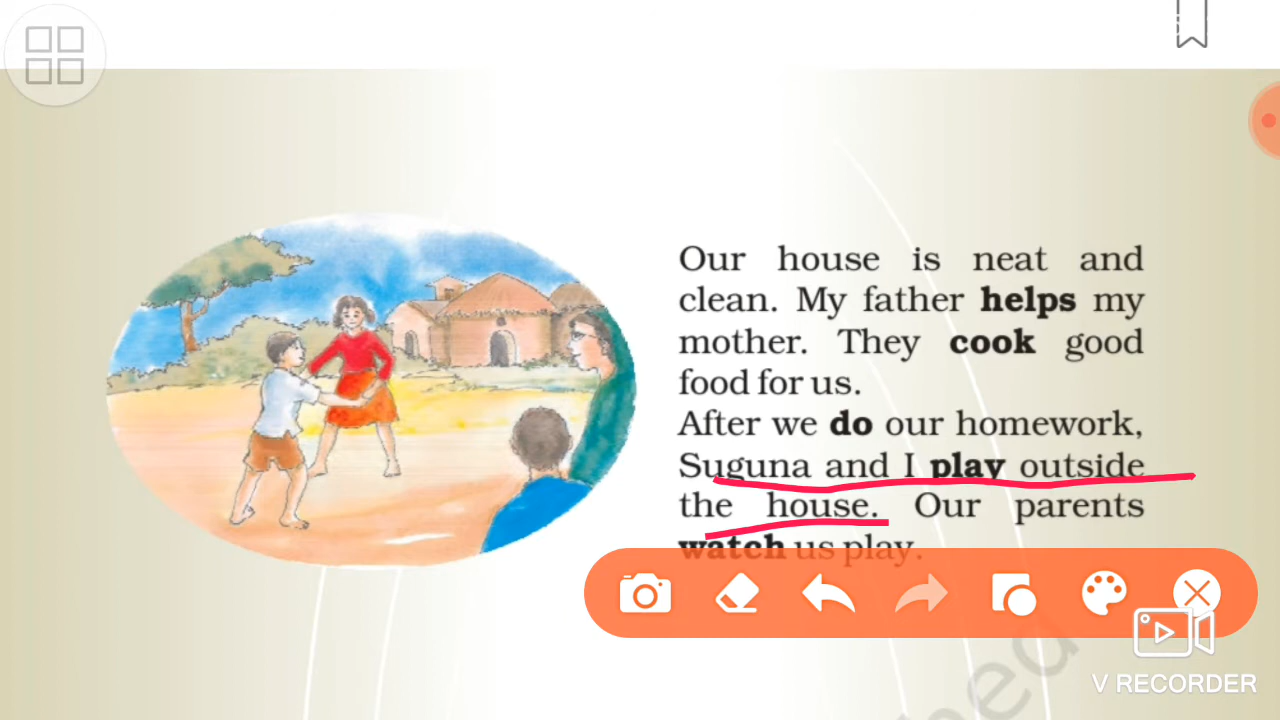 Our house is neat and
clean. My father helps my
mother. They cook good
food for us.
After we do our homework,
Suguna and I play outside
the house. Our parents
watch us play.
V RECORDER